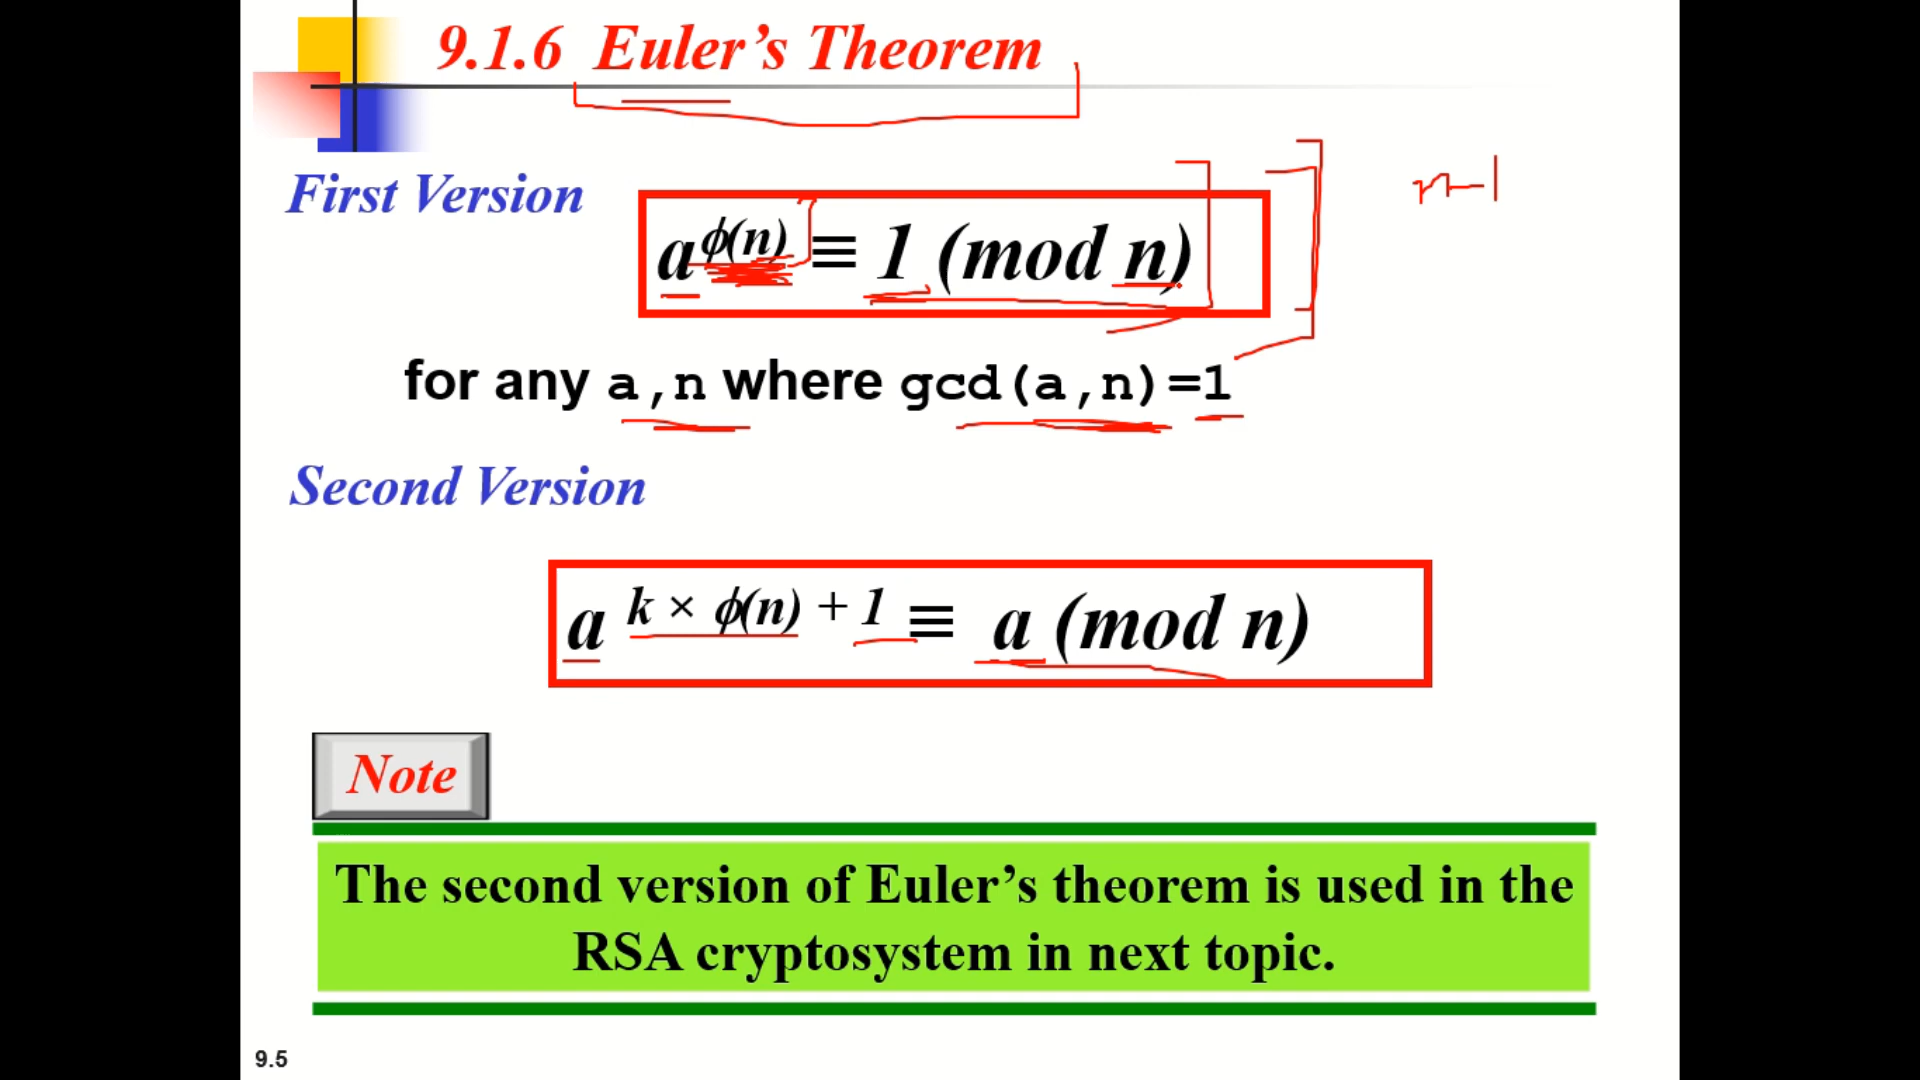 9.1.6 Euler’s Theorem
n-1
First Version
a^ϕ(n) ≡ 1 (mod n)
for any a,n where gcd(a,n)=1
Second Version
a^k × ϕ(n) + 1 ≡ a (mod n)
Note
The second version of Euler’s theorem is used in the
RSA cryptosystem in next topic.
9.5